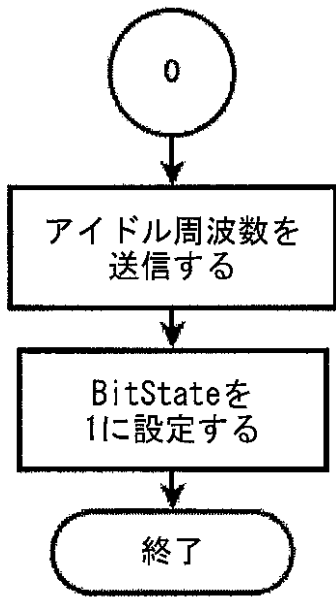 0
アイドル周波数を
送信する
BitStateを
1に設定する
終了